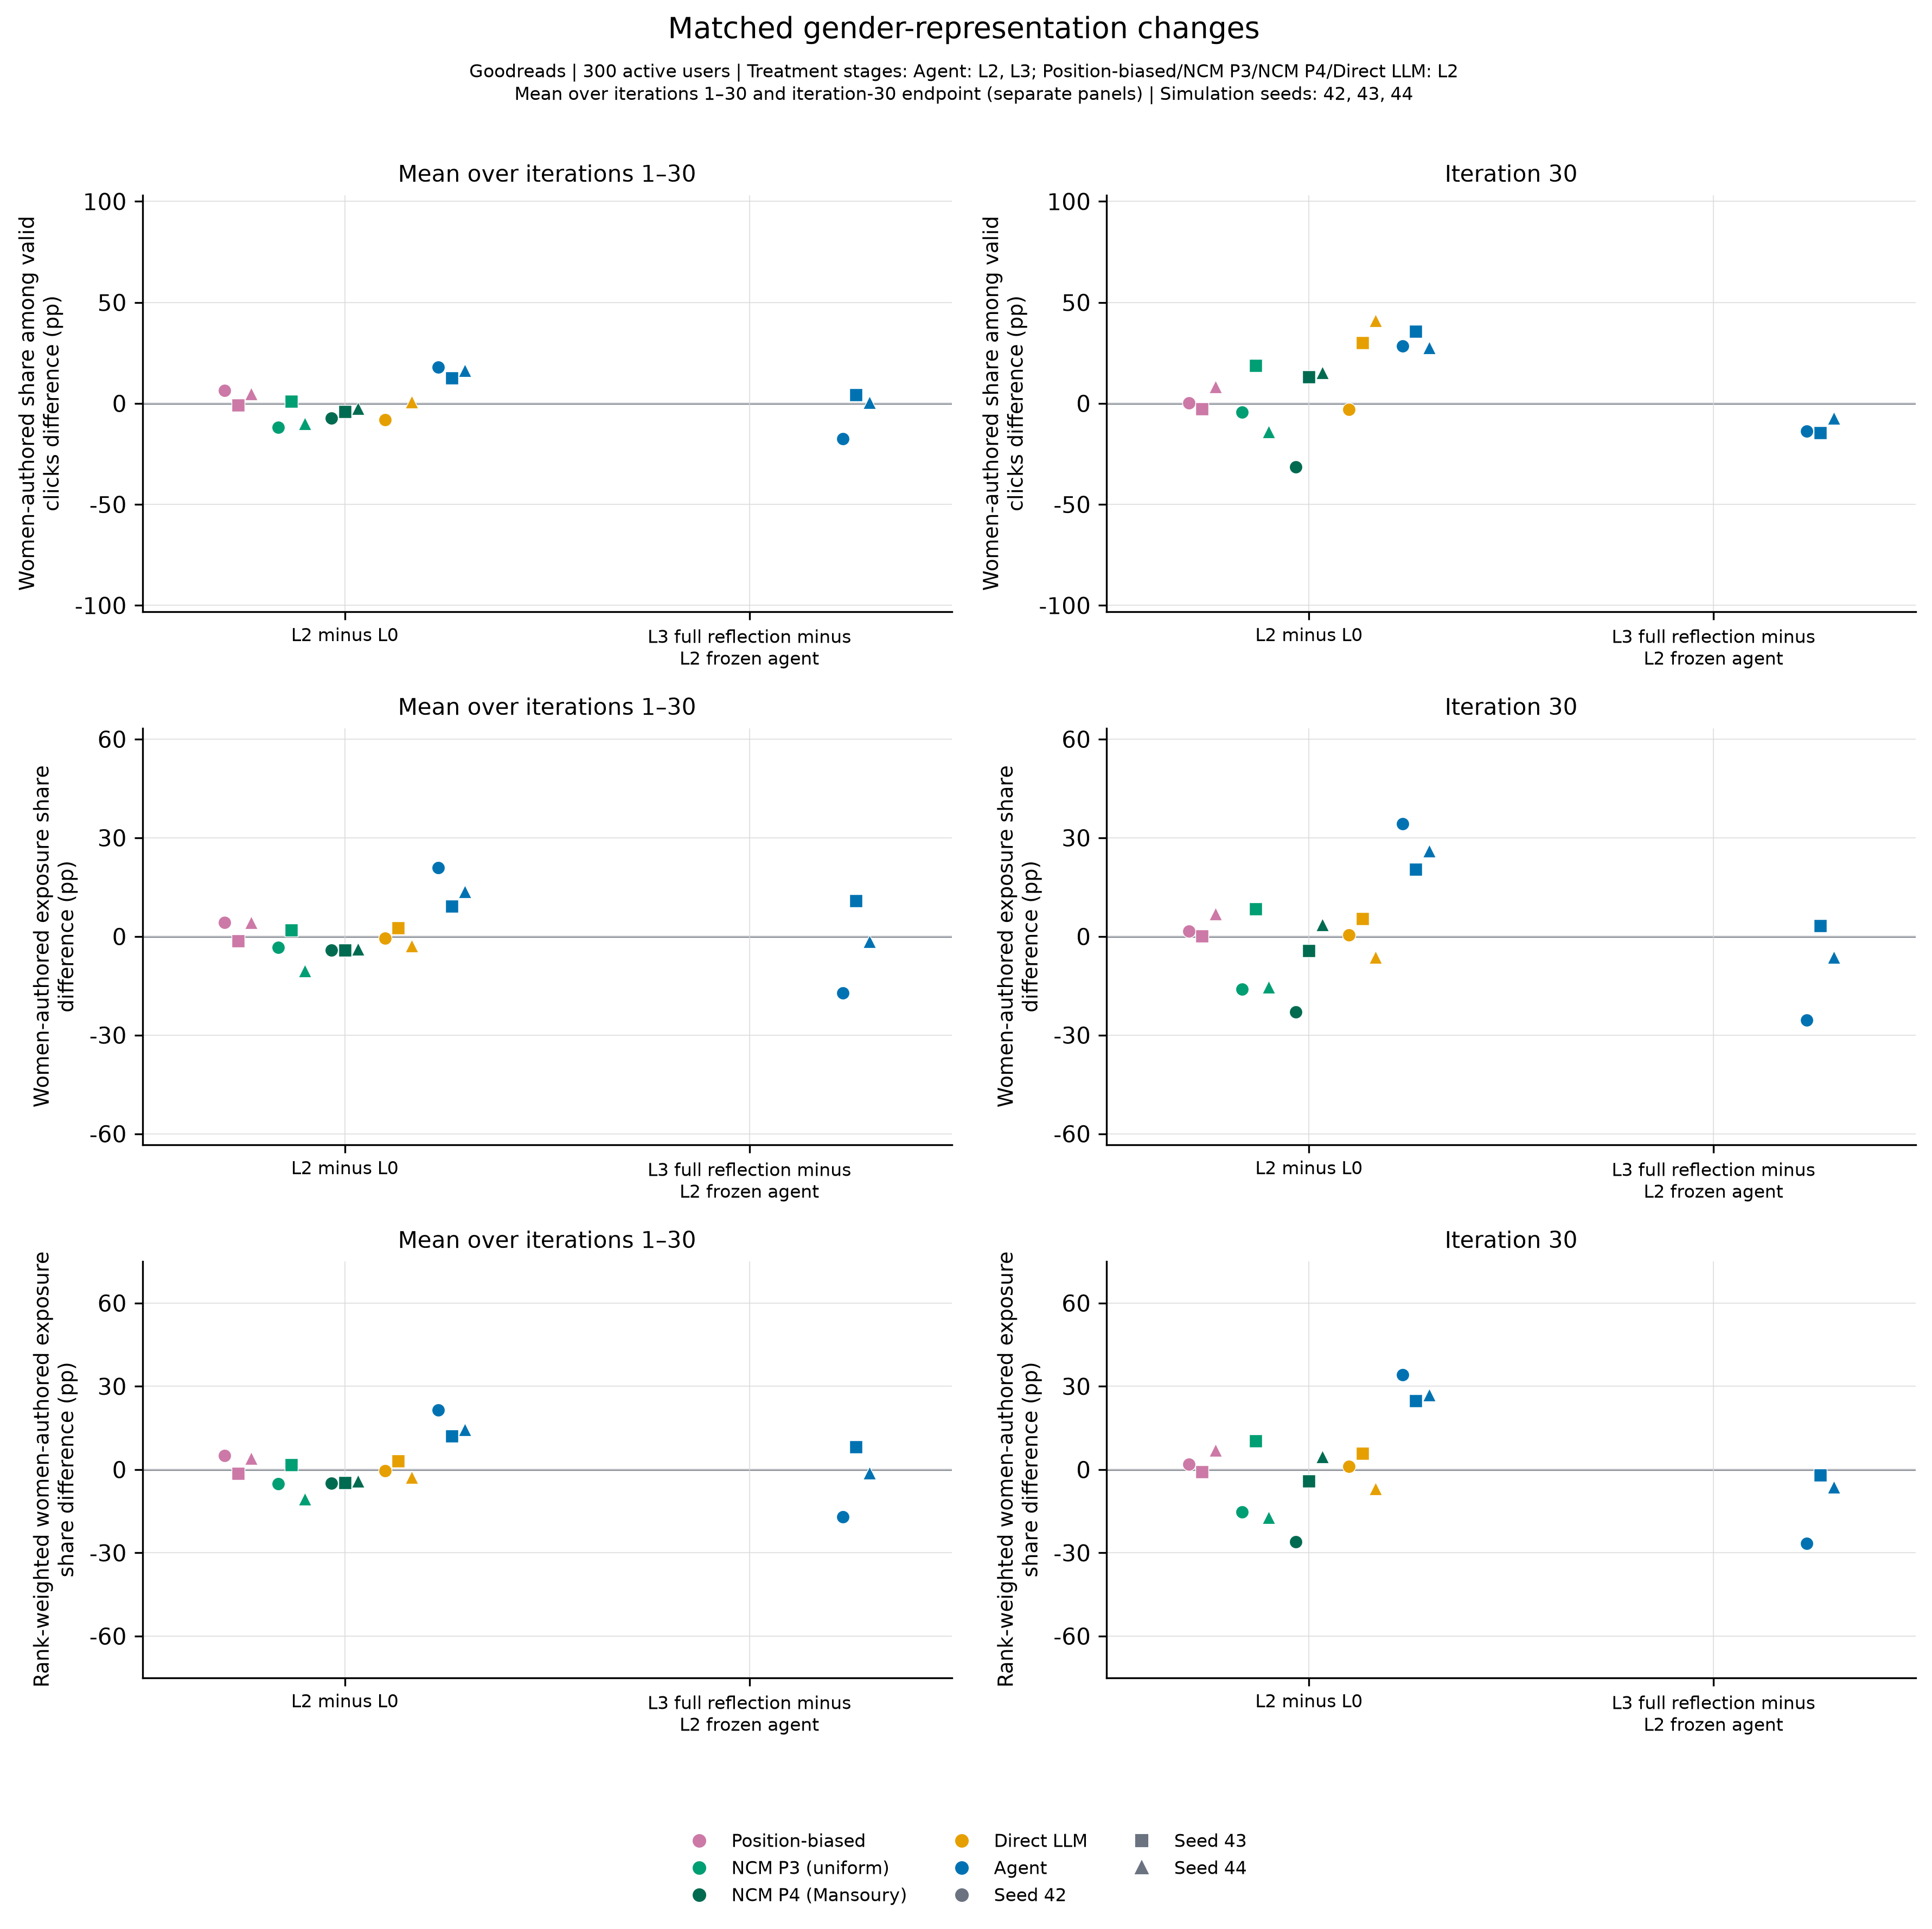 Matched gender-representation changes
Goodreads | 300 active users | Treatment stages: Agent: L2, L3; Position-biased/NCM P3/NCM P4/Direct LLM: L2
Mean over iterations 1–30 and iteration-30 endpoint (separate panels) | Simulation seeds: 42, 43, 44
Mean over iterations 1–30
Women-authored share among valid
clicks difference (pp)
100
50
0
-50
-100
L2 minus L0
L3 full reflection minus
L2 frozen agent
Iteration 30
Women-authored share among valid
clicks difference (pp)
100
50
0
-50
-100
L2 minus L0
L3 full reflection minus
L2 frozen agent
Mean over iterations 1–30
Women-authored exposure share
difference (pp)
60
30
0
-30
-60
L2 minus L0
L3 full reflection minus
L2 frozen agent
Iteration 30
Women-authored exposure share
difference (pp)
60
30
0
-30
-60
L2 minus L0
L3 full reflection minus
L2 frozen agent
Mean over iterations 1–30
Rank-weighted women-authored exposure
share difference (pp)
60
30
0
-30
-60
L2 minus L0
L3 full reflection minus
L2 frozen agent
Iteration 30
Rank-weighted women-authored exposure
share difference (pp)
60
30
0
-30
-60
L2 minus L0
L3 full reflection minus
L2 frozen agent
Position-biased
NCM P3 (uniform)
NCM P4 (Mansoury)
Direct LLM
Agent
Seed 42
Seed 43
Seed 44